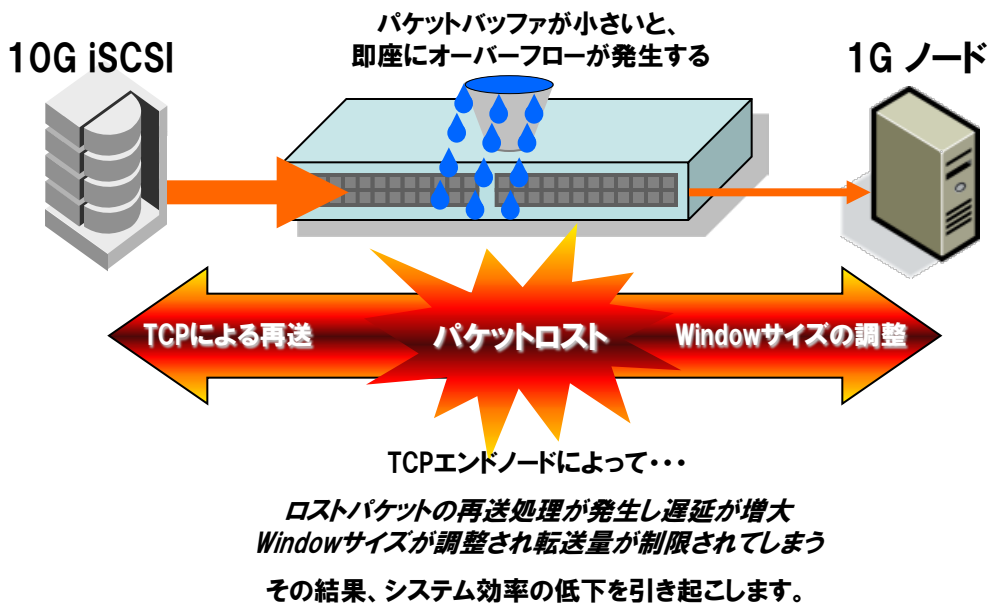 パケットバッファが小さいと、
即座にオーバーフローが発生する
10G iSCSI
1G ノード
TCPによる再送
パケットロスト
Windowサイズの調整
TCPエンドノードによって・・・
ロストパケットの再送処理が発生し遅延が増大
Windowサイズが調整され転送量が制限されてしまう
その結果、システム効率の低下を引き起こします。